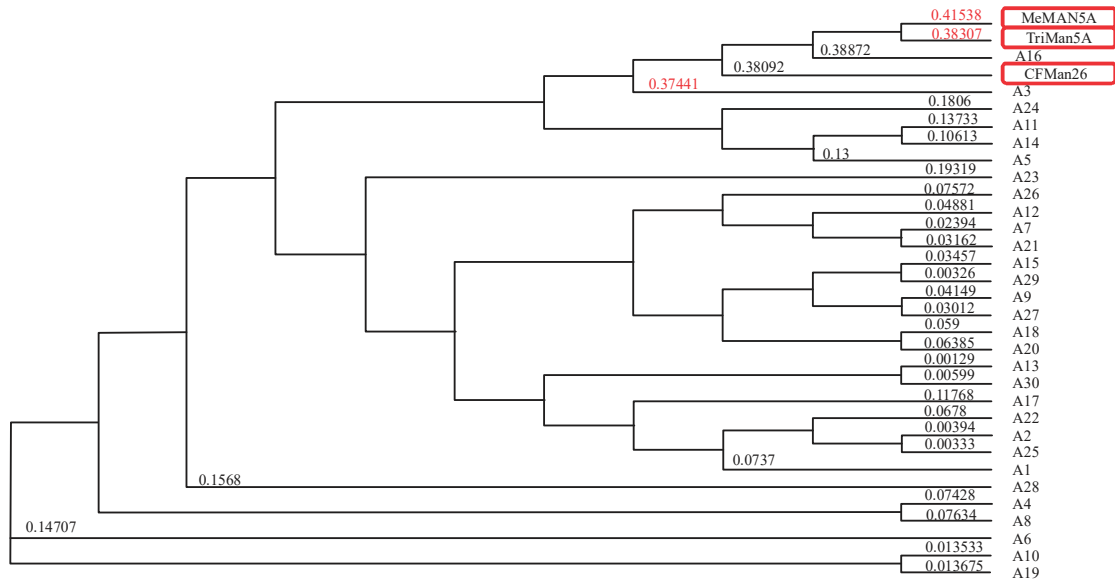 0.41538 MeMAN5A
0.38307 TriMan5A
0.38872 A16
0.38092 CFMan26
0.37441 A3
0.1806 A24
0.13733 A11
0.10613 A14
0.13 A5
0.19319 A23
0.07572 A26
0.04881 A12
0.02394 A7
0.03162 A21
0.03457 A15
0.00326 A29
0.04149 A9
0.03012 A27
0.059 A18
0.06385 A20
0.00129 A13
0.00599 A30
0.11768 A17
0.0678 A22
0.00394 A2
0.00333 A25
0.0737 A1
0.1568 A28
0.07428 A4
0.07634 A8
0.14707 A6
0.013533 A10
0.013675 A19